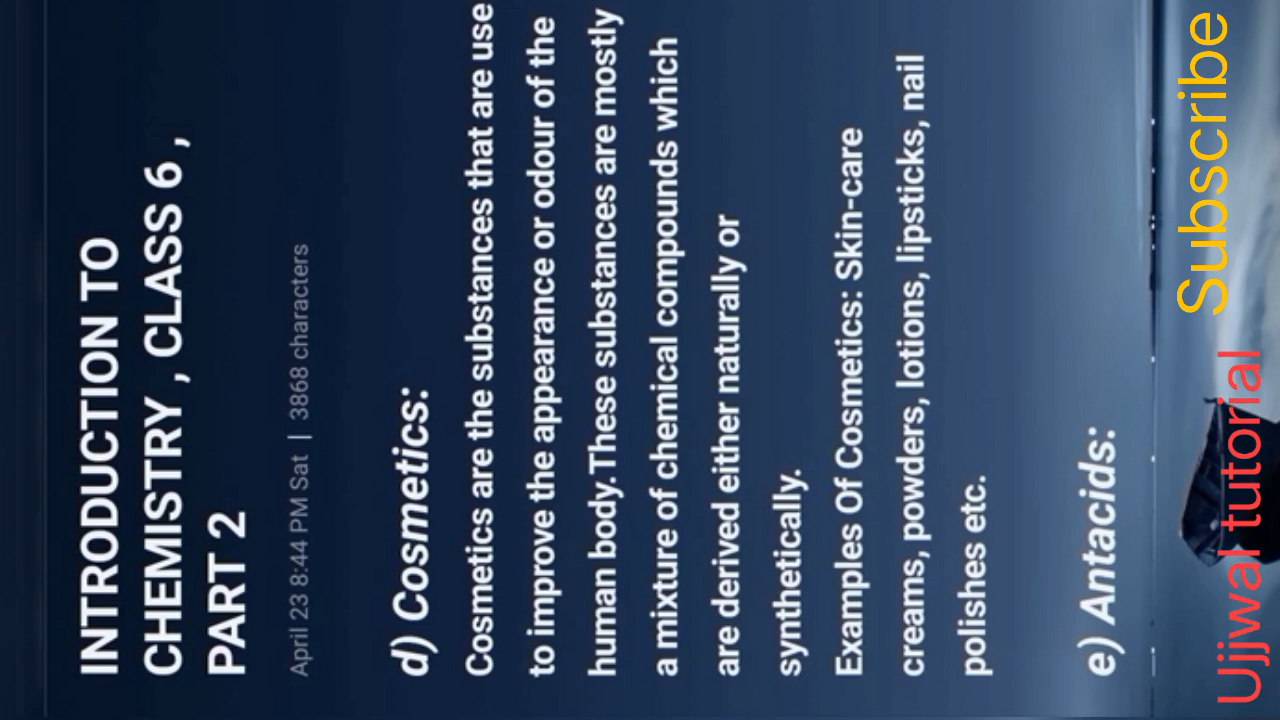 INTRODUCTION TO
CHEMISTRY , CLASS 6 ,
PART 2
April 23 8:44 PM Sat | 3868 characters
d) Cosmetics:
Cosmetics are the substances that are use
to improve the appearance or odour of the
human body.These substances are mostly
a mixture of chemical compounds which
are derived either naturally or
synthetically.
Examples Of Cosmetics: Skin-care
creams, powders, lotions, lipsticks, nail
polishes etc.
e) Antacids:
Ujjwal tutorial Subscribe